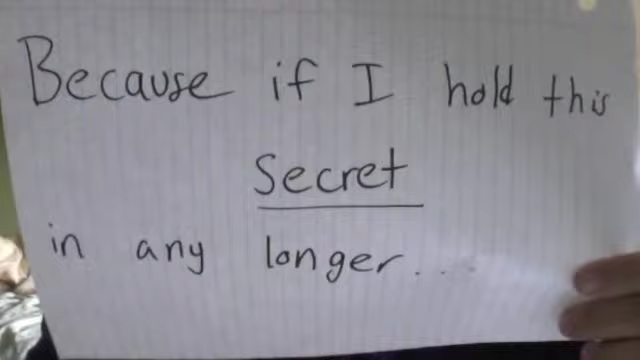 Because if I hold this
Secret
in any longer....